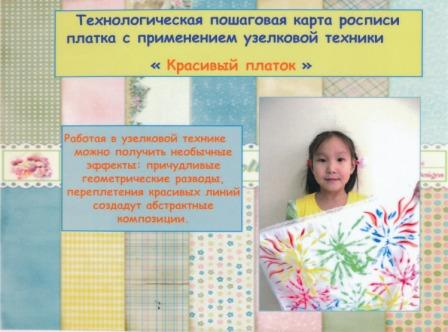 Технологическая пошаговая карта росписи
платка с применением узелковой техники
« Красивый платок »
Работая в узелковой технике
можно получить необычные
эффекты: причудливые
геометрические разводы,
переплетения красивых линий
создадут абстрактные
композиции.